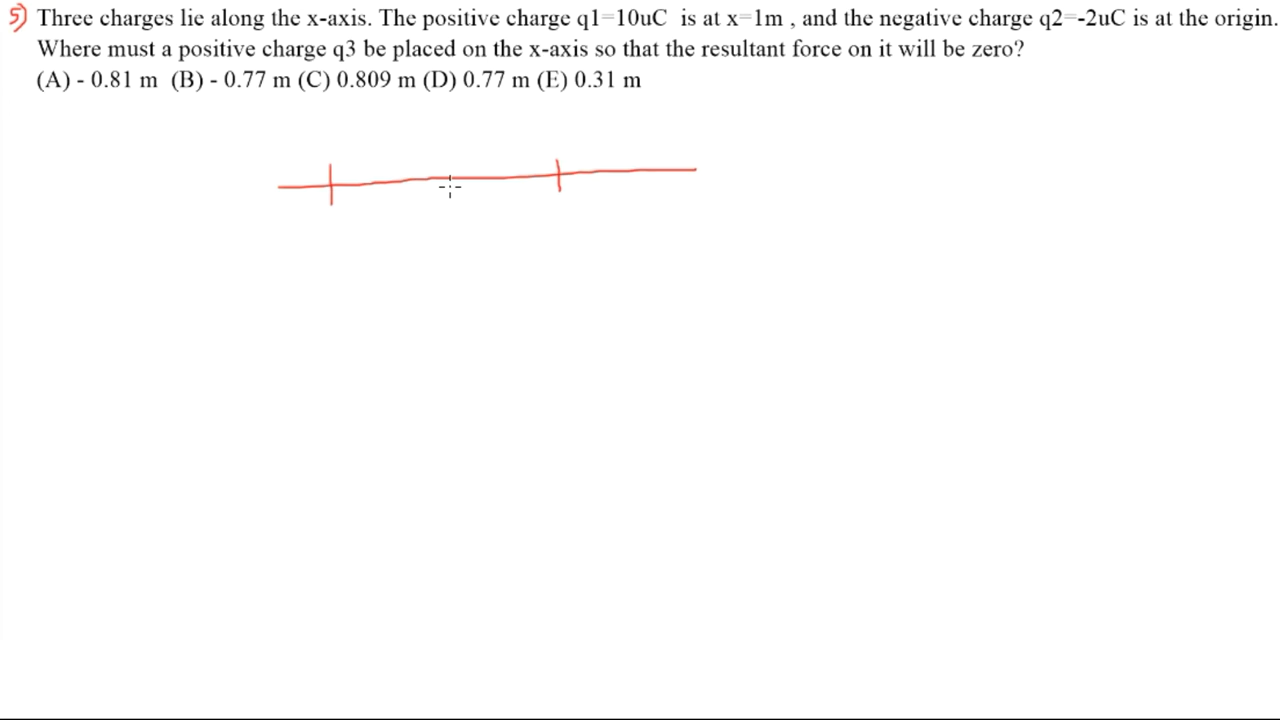 5) Three charges lie along the x-axis. The positive charge q1=10uC is at x=1m , and the negative charge q2=-2uC is at the origin.
Where must a positive charge q3 be placed on the x-axis so that the resultant force on it will be zero?
(A) - 0.81 m (B) - 0.77 m (C) 0.809 m (D) 0.77 m (E) 0.31 m